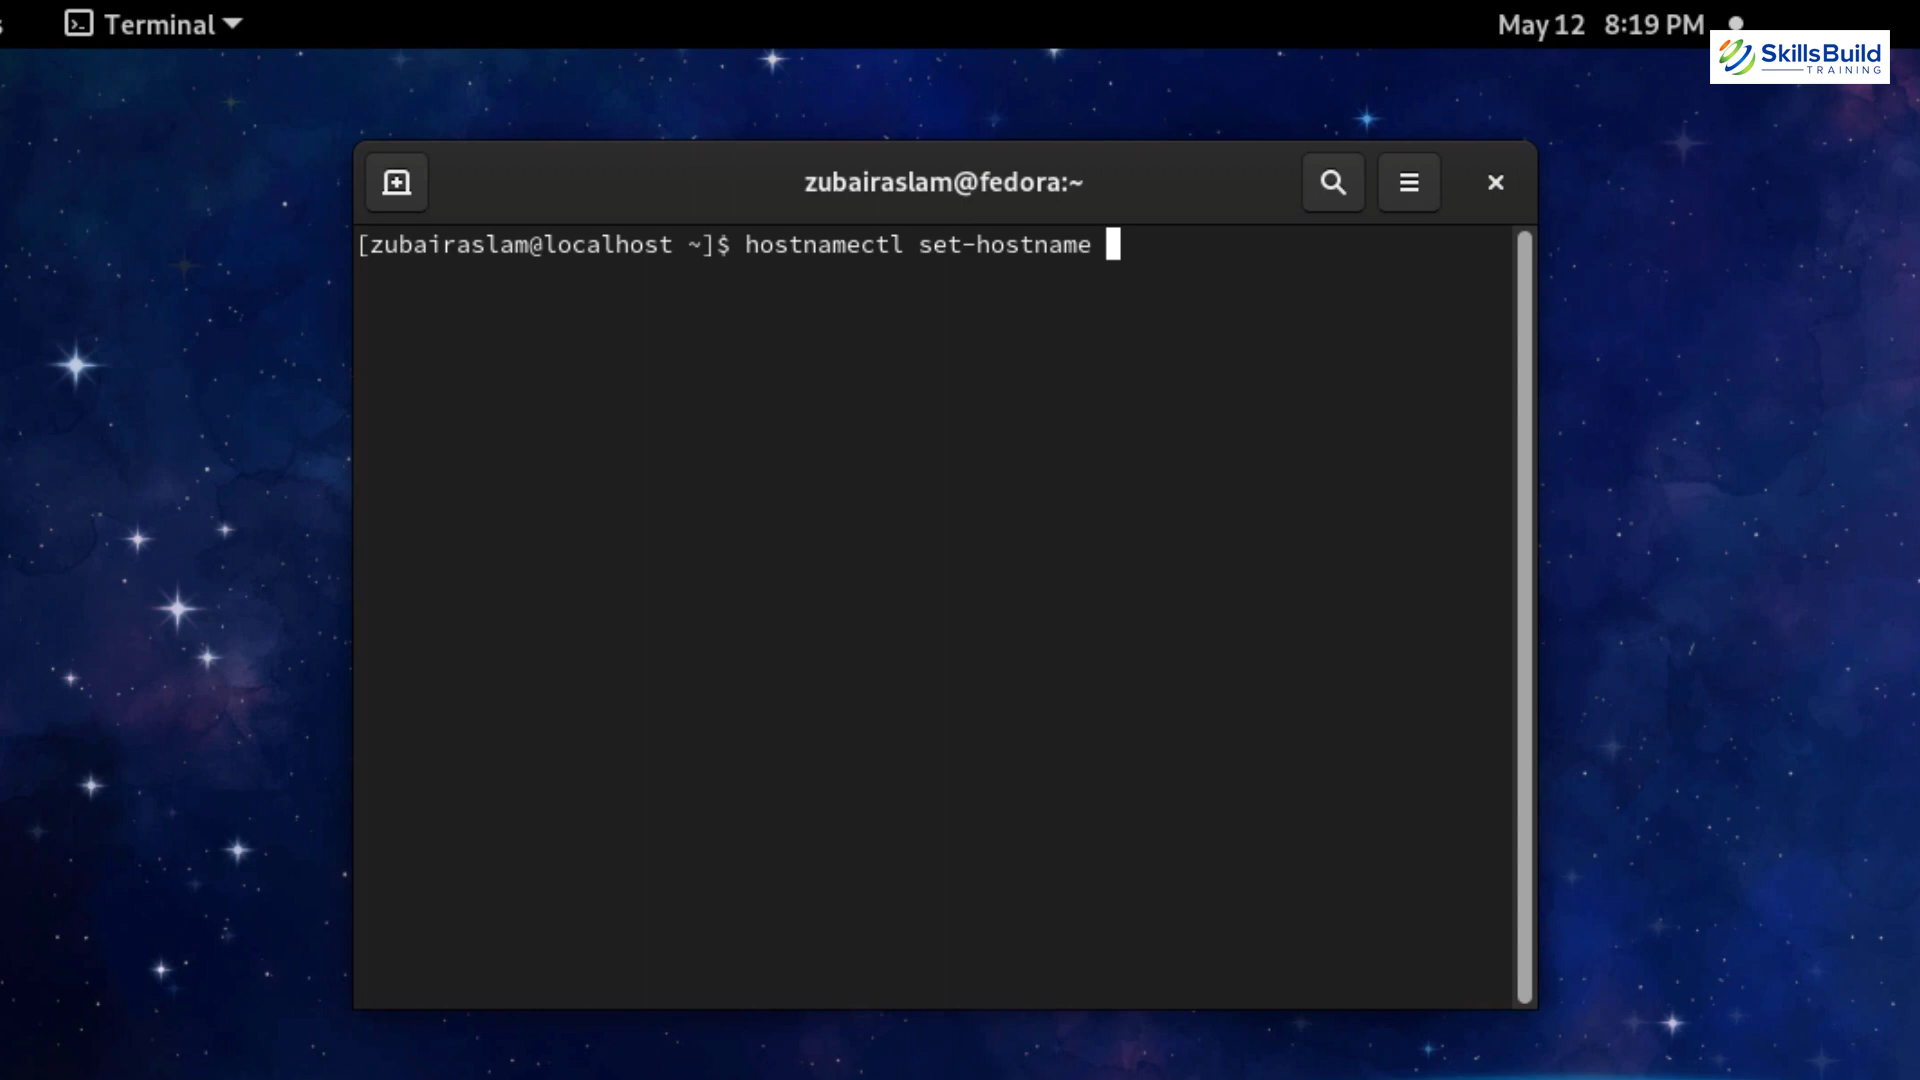 Terminal
May 12 8:19 PM
SkillsBuild
TRAINING
zubairaslam@fedora:~
[zubairaslam@localhost ~]$ hostnamectl set-hostname